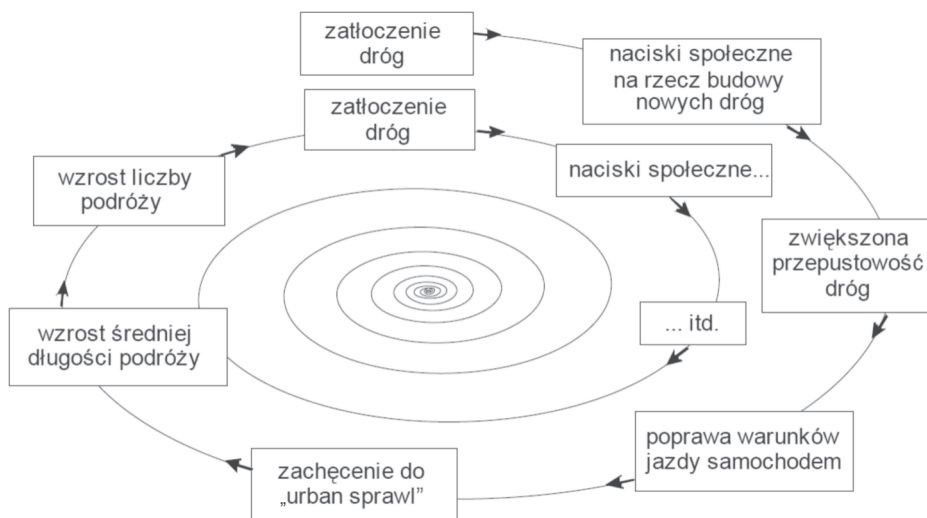 zatłoczenie
dróg
naciski społeczne
na rzecz budowy
nowych dróg
zwiększona
przepustowość
dróg
poprawa warunków
jazdy samochodem
zachęcenie do
„urban sprawl”
wzrost średniej
długości podróży
wzrost liczby
podróży
zatłoczenie
dróg
naciski społeczne...
... itd.